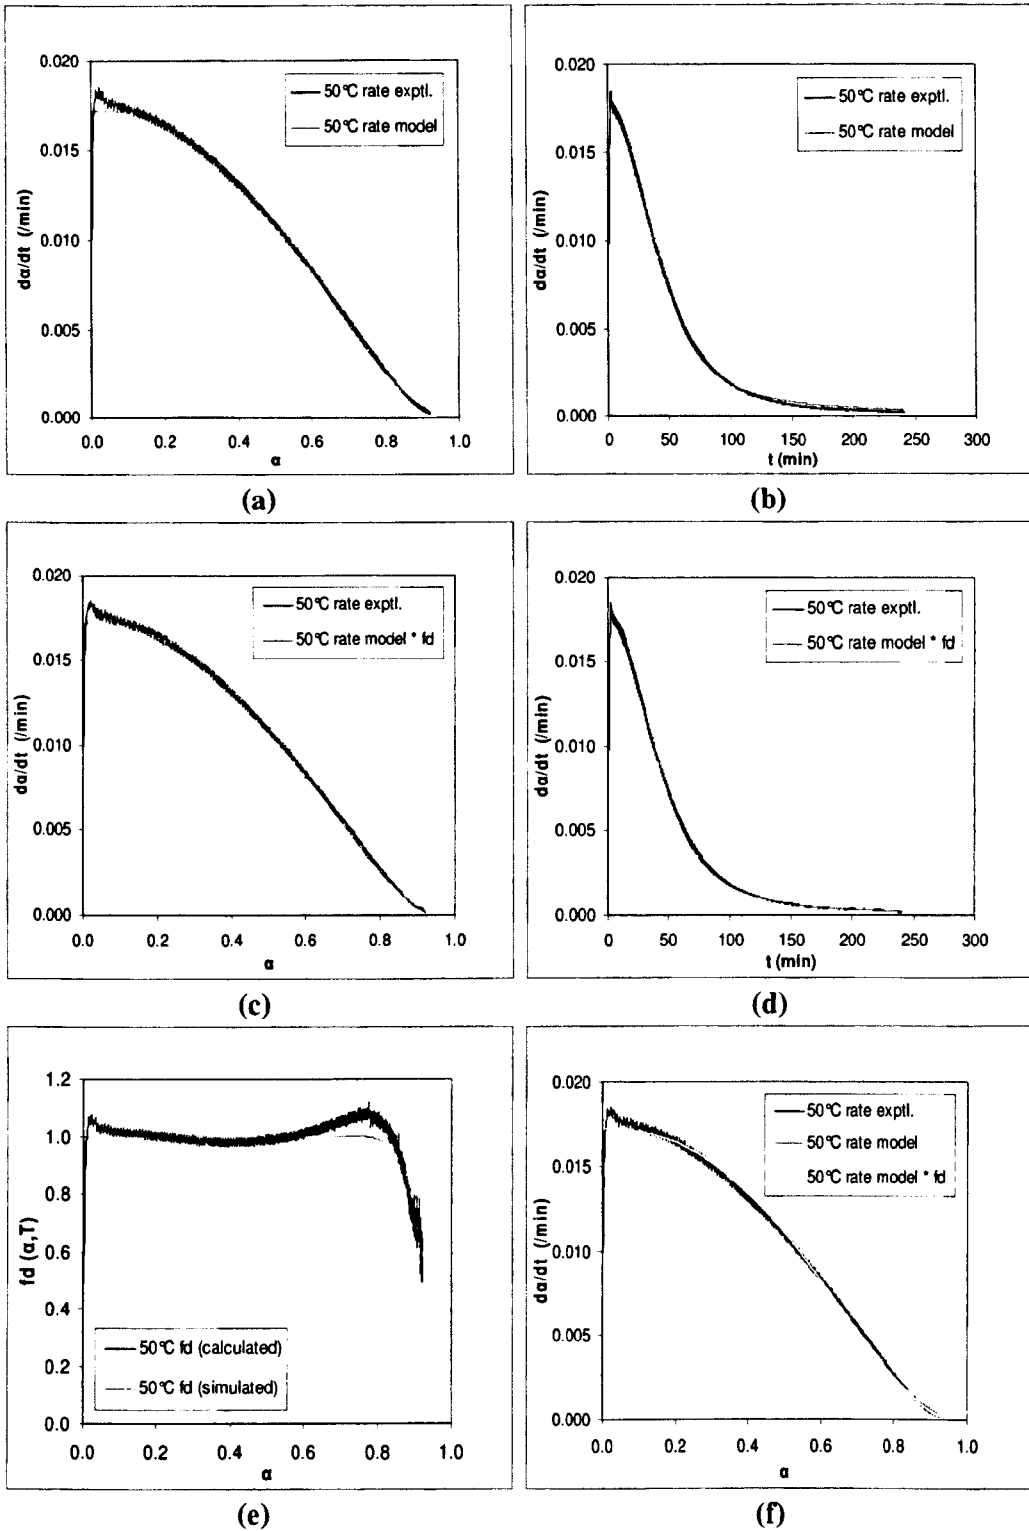 0.020
0.015
0.010
0.005
0.000
dα/dt (/min)
50°C rate exptl.
50°C rate model
0.0 0.2 0.4 0.6 0.8 1.0
α
(a)
0.020
0.015
0.010
0.005
0.000
dα/dt (/min)
50°C rate exptl.
50°C rate model
0 50 100 150 200 250 300
t (min)
(b)
0.020
0.015
0.010
0.005
0.000
dα/dt (/min)
50°C rate exptl.
50°C rate model * fd
0.0 0.2 0.4 0.6 0.8 1.0
α
(c)
0.020
0.015
0.010
0.005
0.000
dα/dt (/min)
50°C rate exptl.
50°C rate model * fd
0 50 100 150 200 250 300
t (min)
(d)
1.2
1.0
0.8
0.6
0.4
0.2
0.0
fd (α,T)
50°C fd (calculated)
50°C fd (simulated)
0.0 0.2 0.4 0.6 0.8 1.0
α
(e)
0.020
0.015
0.010
0.005
0.000
dα/dt (/min)
50°C rate exptl.
50°C rate model
50°C rate model * fd
0.0 0.2 0.4 0.6 0.8 1.0
α
(f)